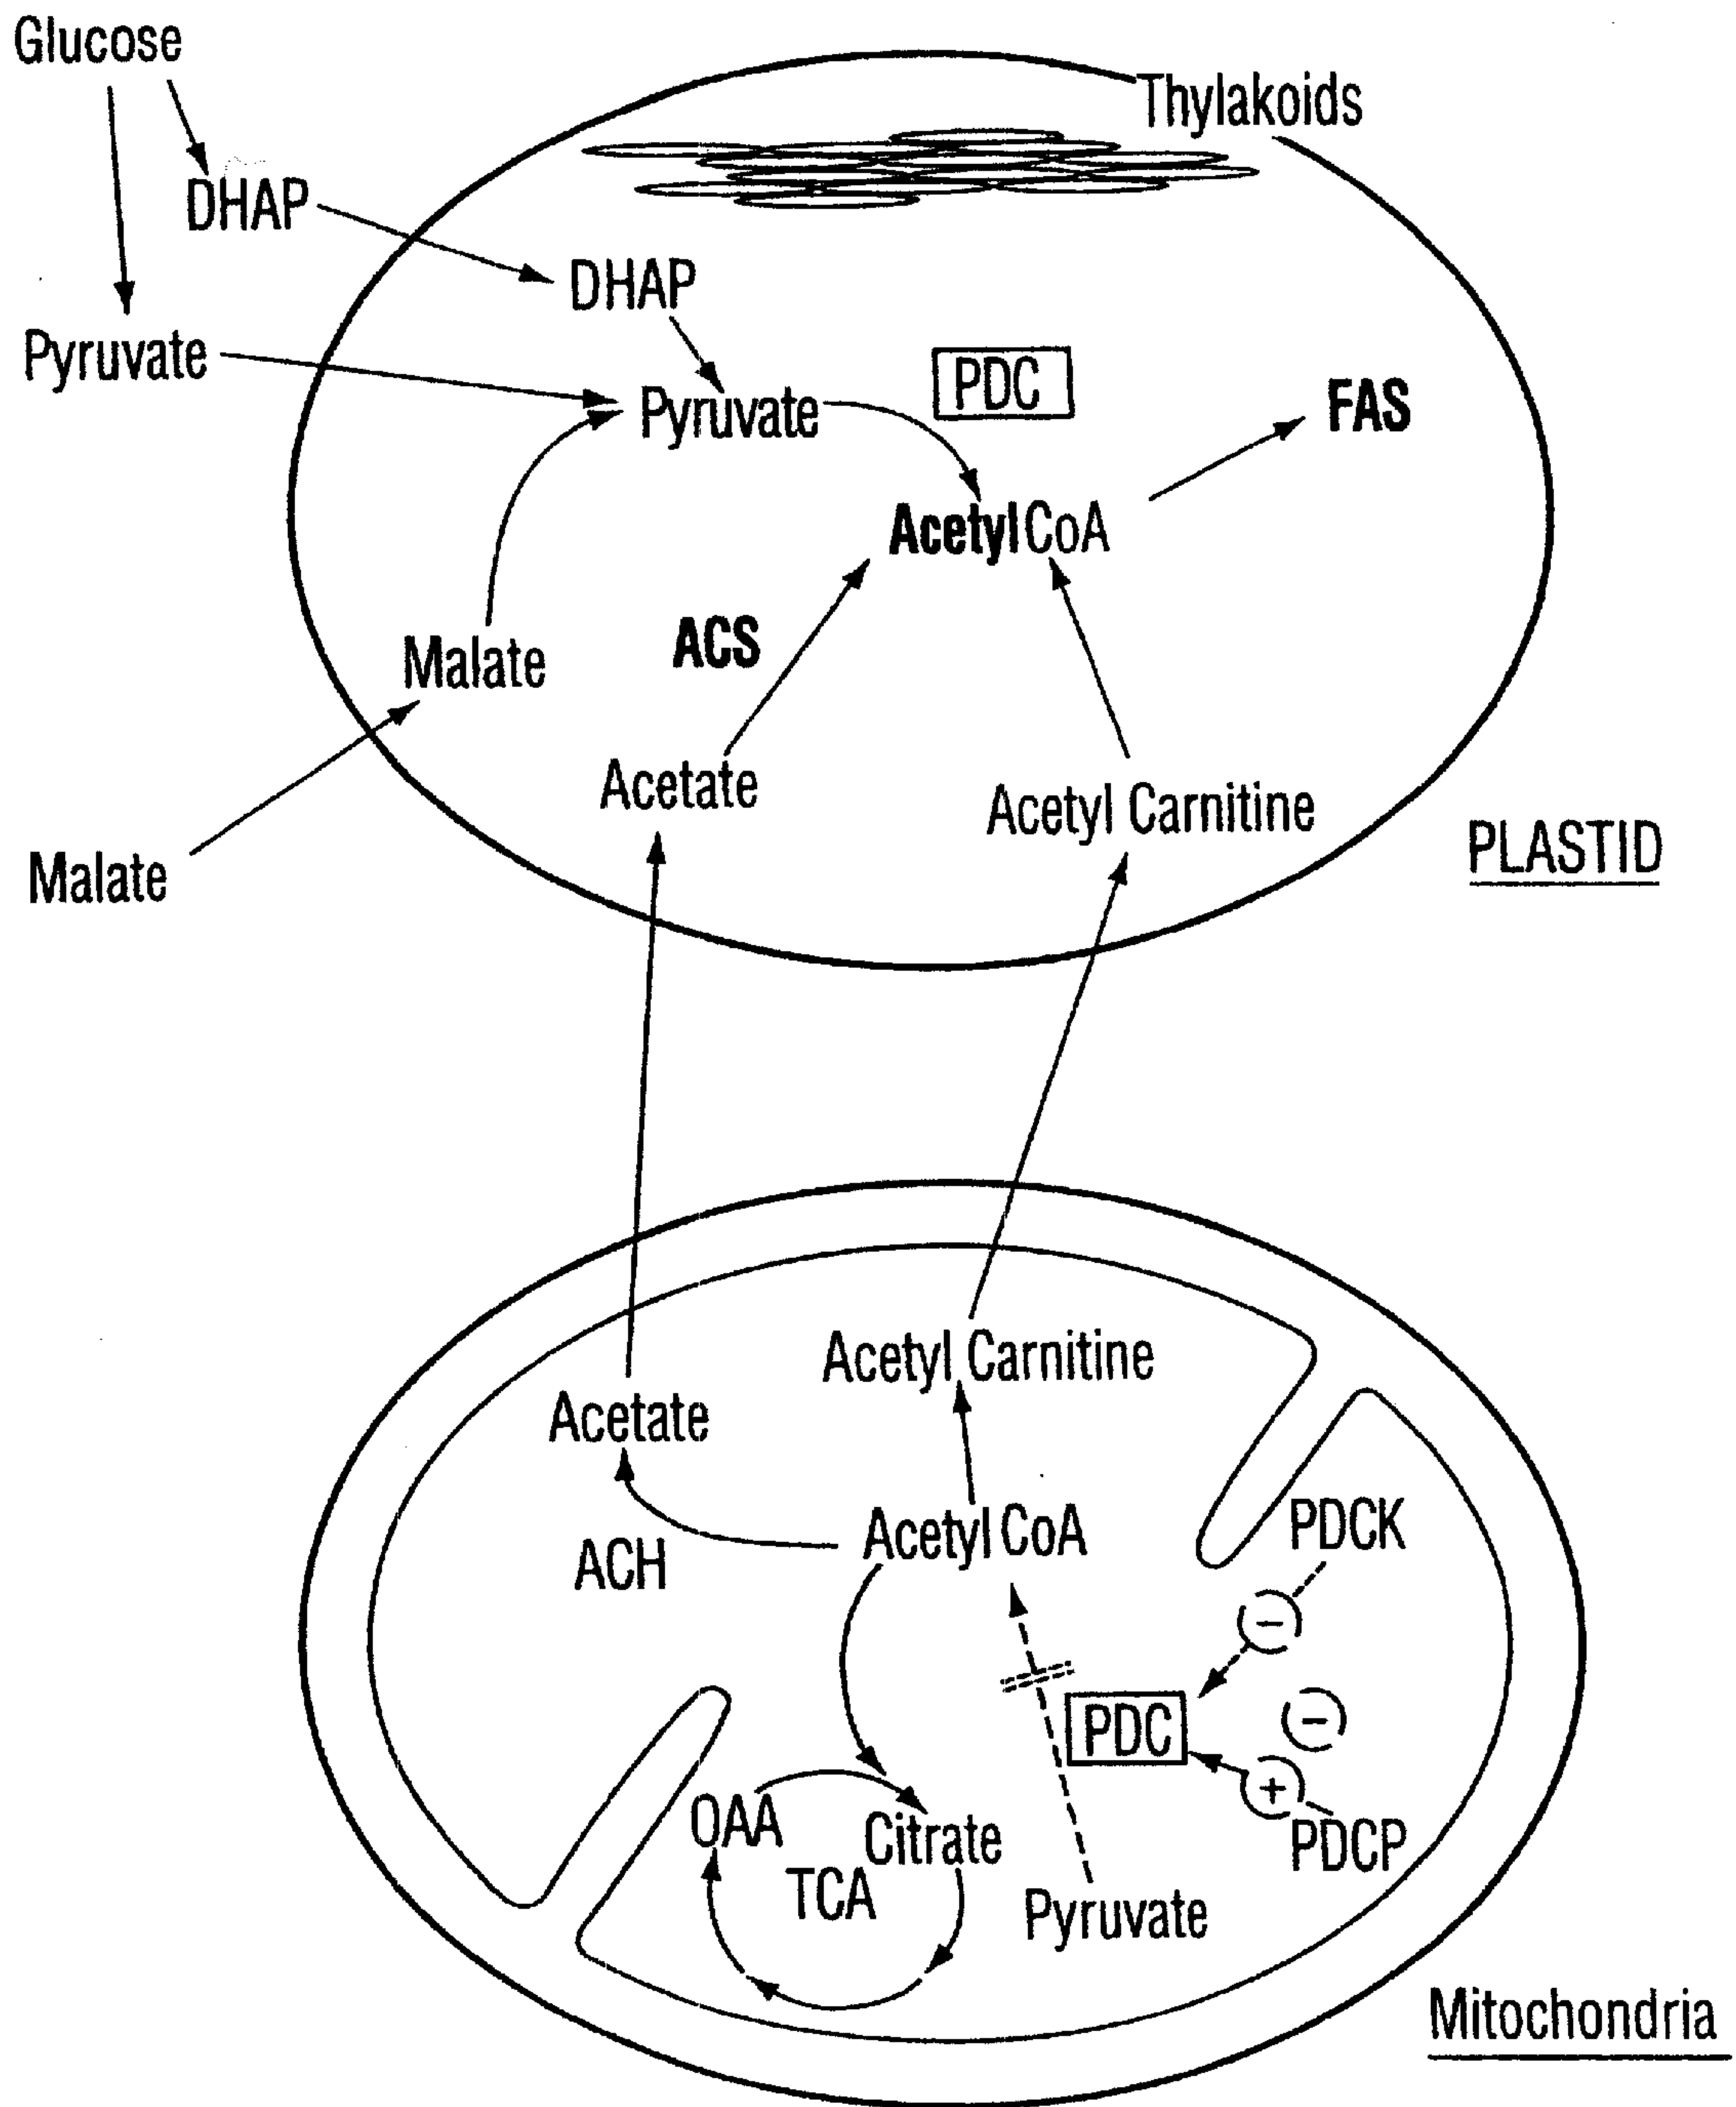 Glucose
Thylakoids
DHAP
DHAP
Pyruvate
PDC
Pyruvate
FAS
Acetyl CoA
ACS
Malate
Acetate
Acetyl Carnitine
PLASTID
Malate
Acetyl Carnitine
Acetate
PDCK
Acetyl CoA
ACH
−
PDC
−
+
OAA
Citrate
PDCP
TCA
Pyruvate
Mitochondria